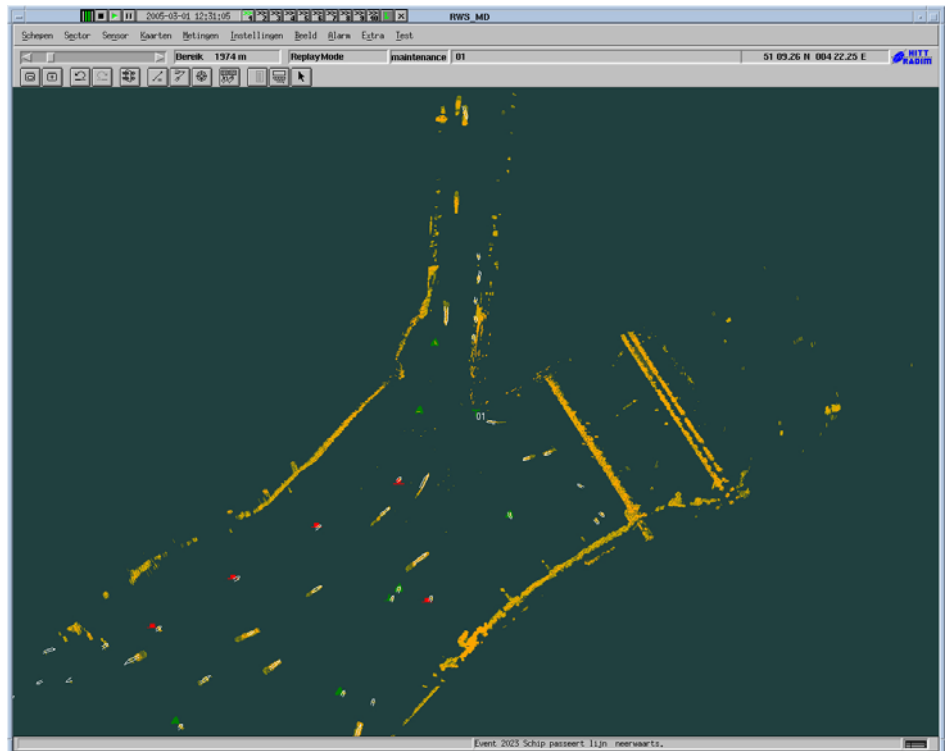 2005-03-01 12:31:05 RWS_MD
Schepen Sector Sensor Kaarten Metingen Instellingen Beeld Alarm Extra Test
Bereik 1974 m ReplayMode maintenance 01 51 09.26 N 004 22.25 E HITT RADIM
01
Event 2023 Schip passeert lijn neerwaarts.